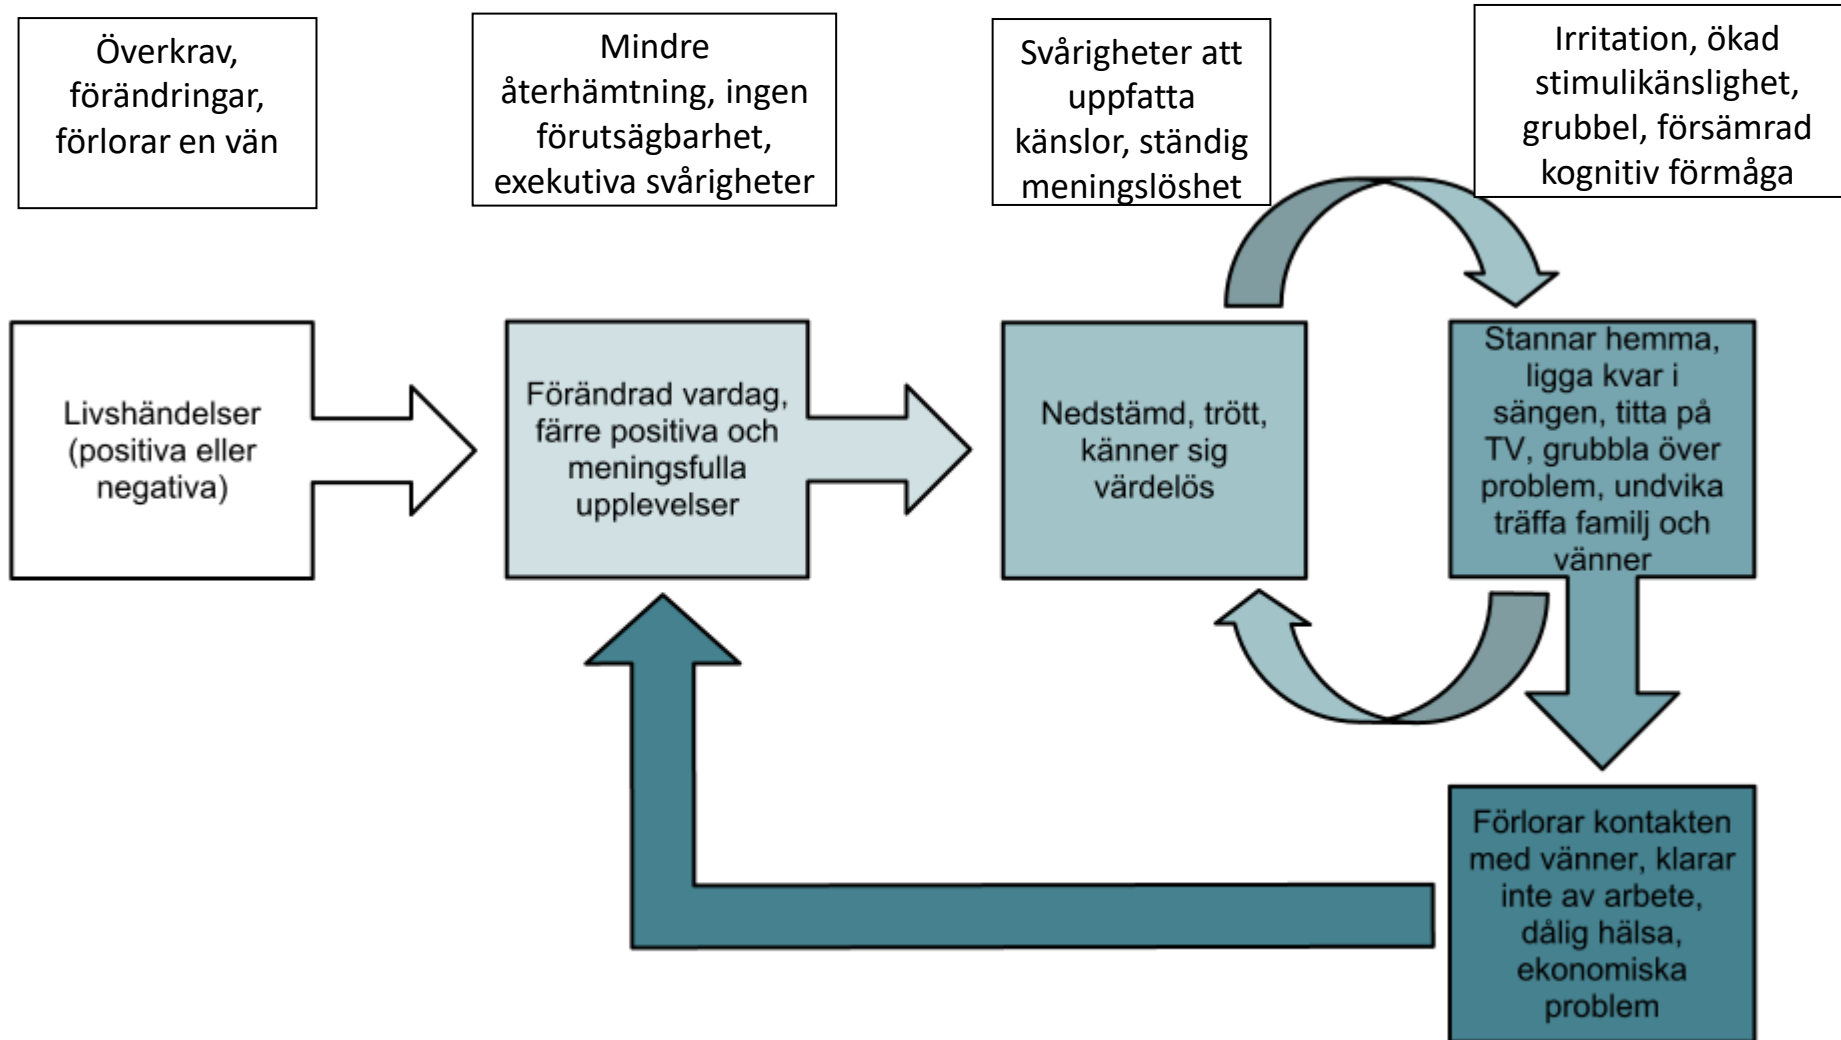 Överkrav,
förändringar,
förlorar en vän
Mindre
återhämtning, ingen
förutsägbarhet,
exekutiva svårigheter
Svårigheter att
uppfatta
känslor, ständig
meningslöshet
Irritation, ökad
stimulikänslighet,
grubbel, försämrad
kognitiv förmåga
Livshändelser
(positiva eller
negativa)
Förändrad vardag,
färre positiva och
meningsfulla
upplevelser
Nedstämd, trött,
känner sig
värdelös
Stannar hemma,
ligga kvar i
sängen, titta på
TV, grubbla över
problem, undvika
träffa familj och
vänner
Förlorar kontakten
med vänner, klarar
inte av arbete,
dålig hälsa,
ekonomiska
problem